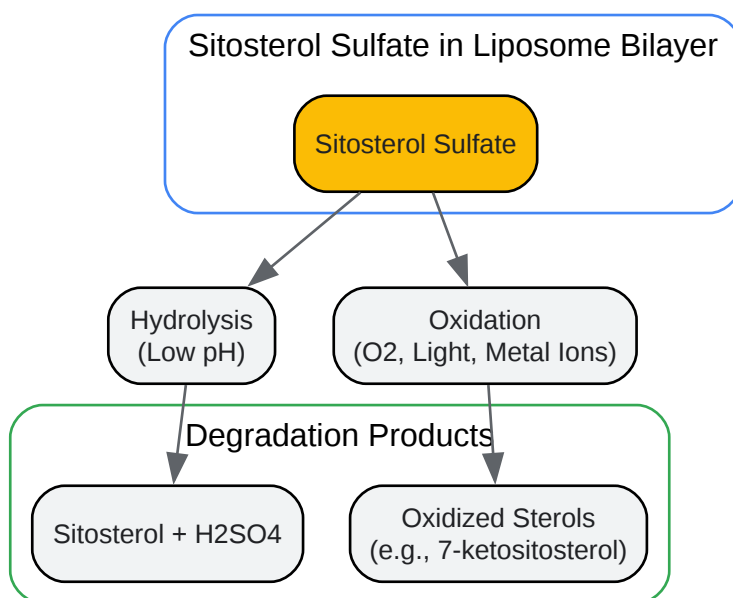 Sitosterol Sulfate in Liposome Bilayer
Sitosterol Sulfate
Hydrolysis
(Low pH)
Oxidation
(O2, Light, Metal Ions)
Degradation Products
Sitosterol + H2SO4
Oxidized Sterols
(e.g., 7-ketositosterol)